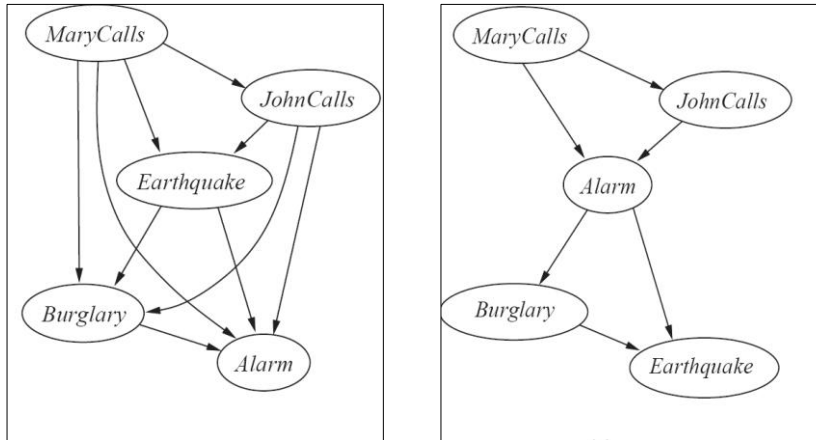 MaryCalls
JohnCalls
Earthquake
Burglary
Alarm
MaryCalls
JohnCalls
Alarm
Burglary
Earthquake